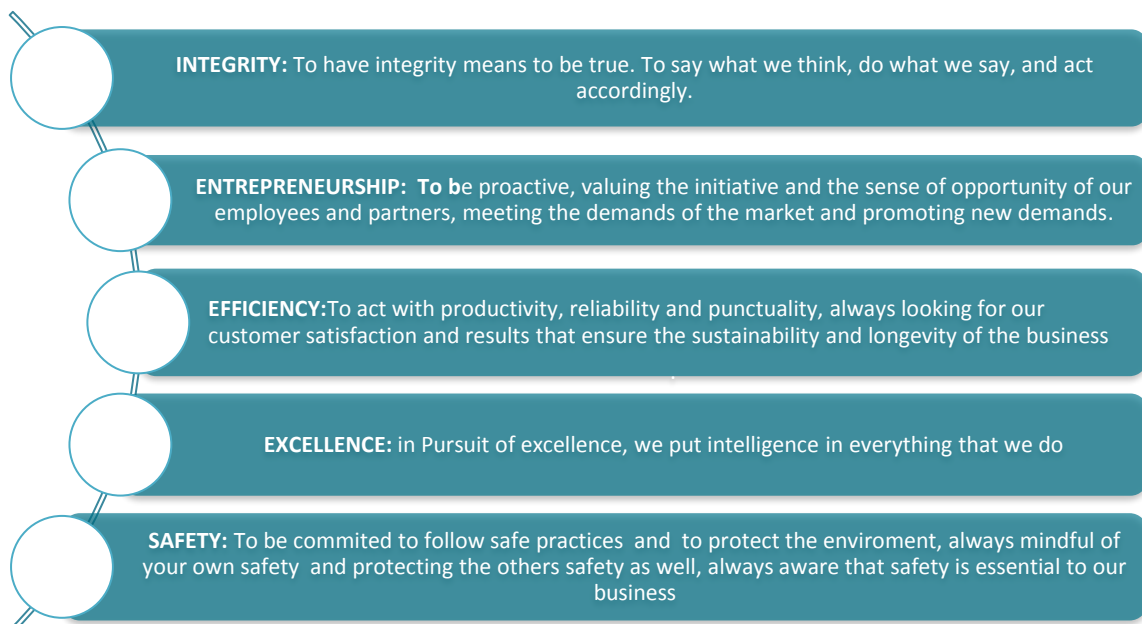 INTEGRITY: To have integrity means to be true. To say what we think, do what we say, and act
accordingly.
ENTREPRENEURSHIP:  To be proactive, valuing the initiative and the sense of opportunity of our
employees and partners, meeting the demands of the market and promoting new demands.
EFFICIENCY:To act with productivity, reliability and punctuality, always looking for our
customer satisfaction and results that ensure the sustainability and longevity of the business
EXCELLENCE: in Pursuit of excellence, we put intelligence in everything that we do
SAFETY: To be commited to follow safe practices  and  to protect the enviroment, always mindful of
your own safety  and protecting the others safety as well, always aware that safety is essential to our
business